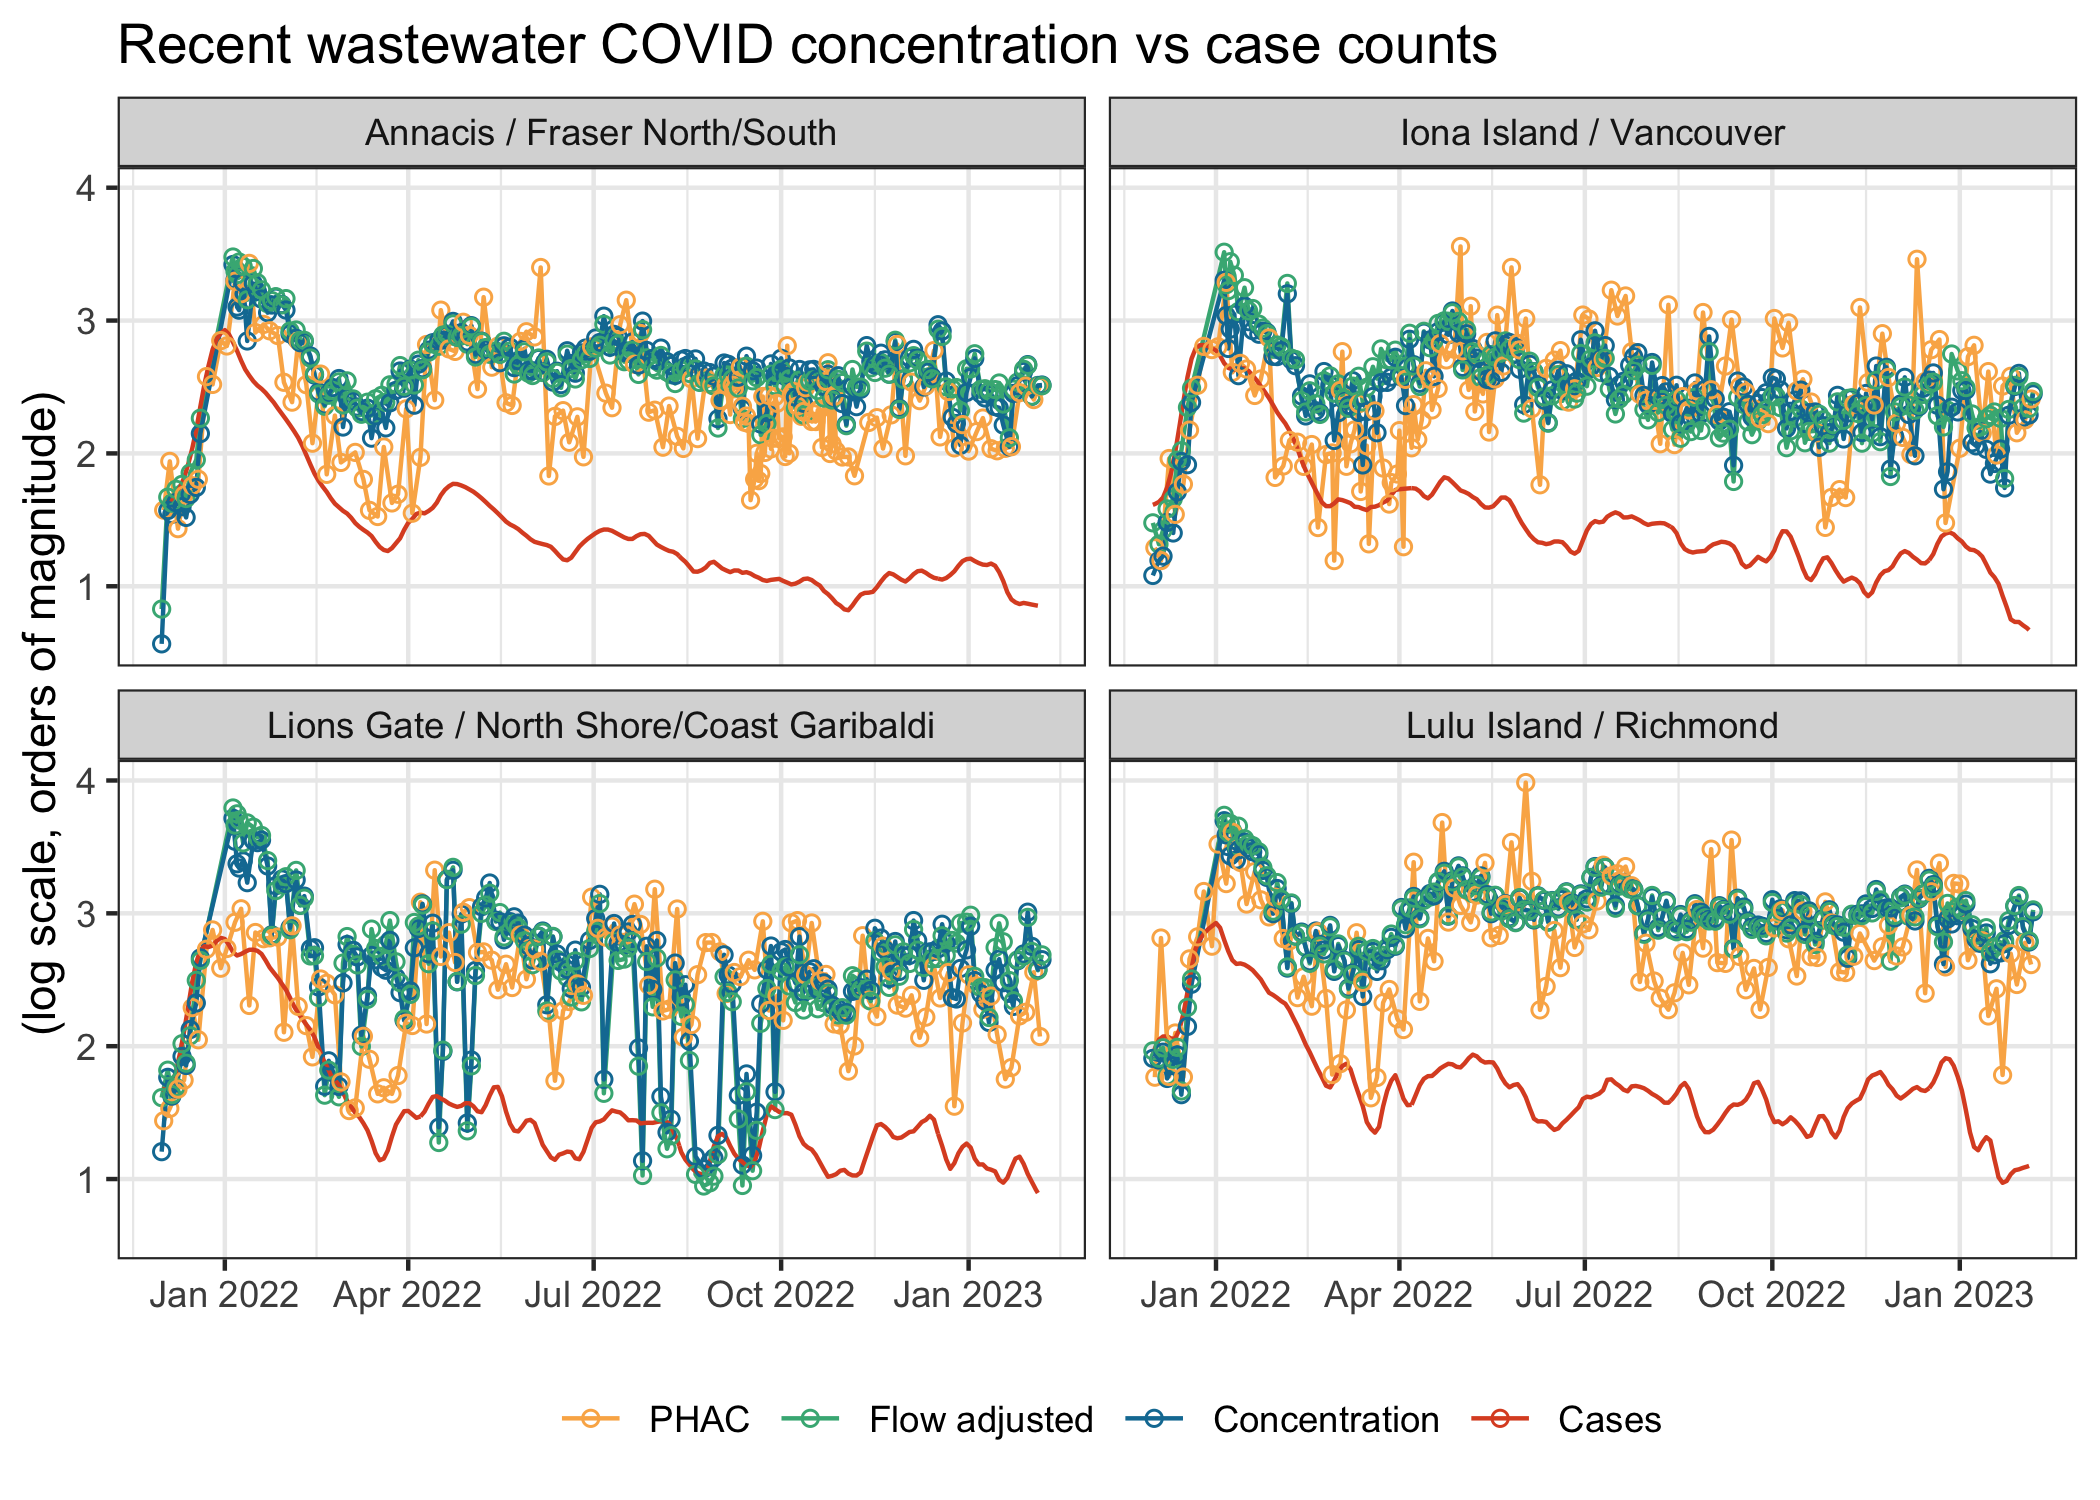 Recent wastewater COVID concentration vs case counts
Annacis / Fraser North/South
Iona Island / Vancouver
4
3
2
1
(log scale, orders of magnitude)
Lions Gate / North Shore/Coast Garibaldi
Lulu Island / Richmond
4
3
2
1
Jan 2022 Apr 2022 Jul 2022 Oct 2022 Jan 2023
Jan 2022 Apr 2022 Jul 2022 Oct 2022 Jan 2023
PHAC Flow adjusted Concentration Cases